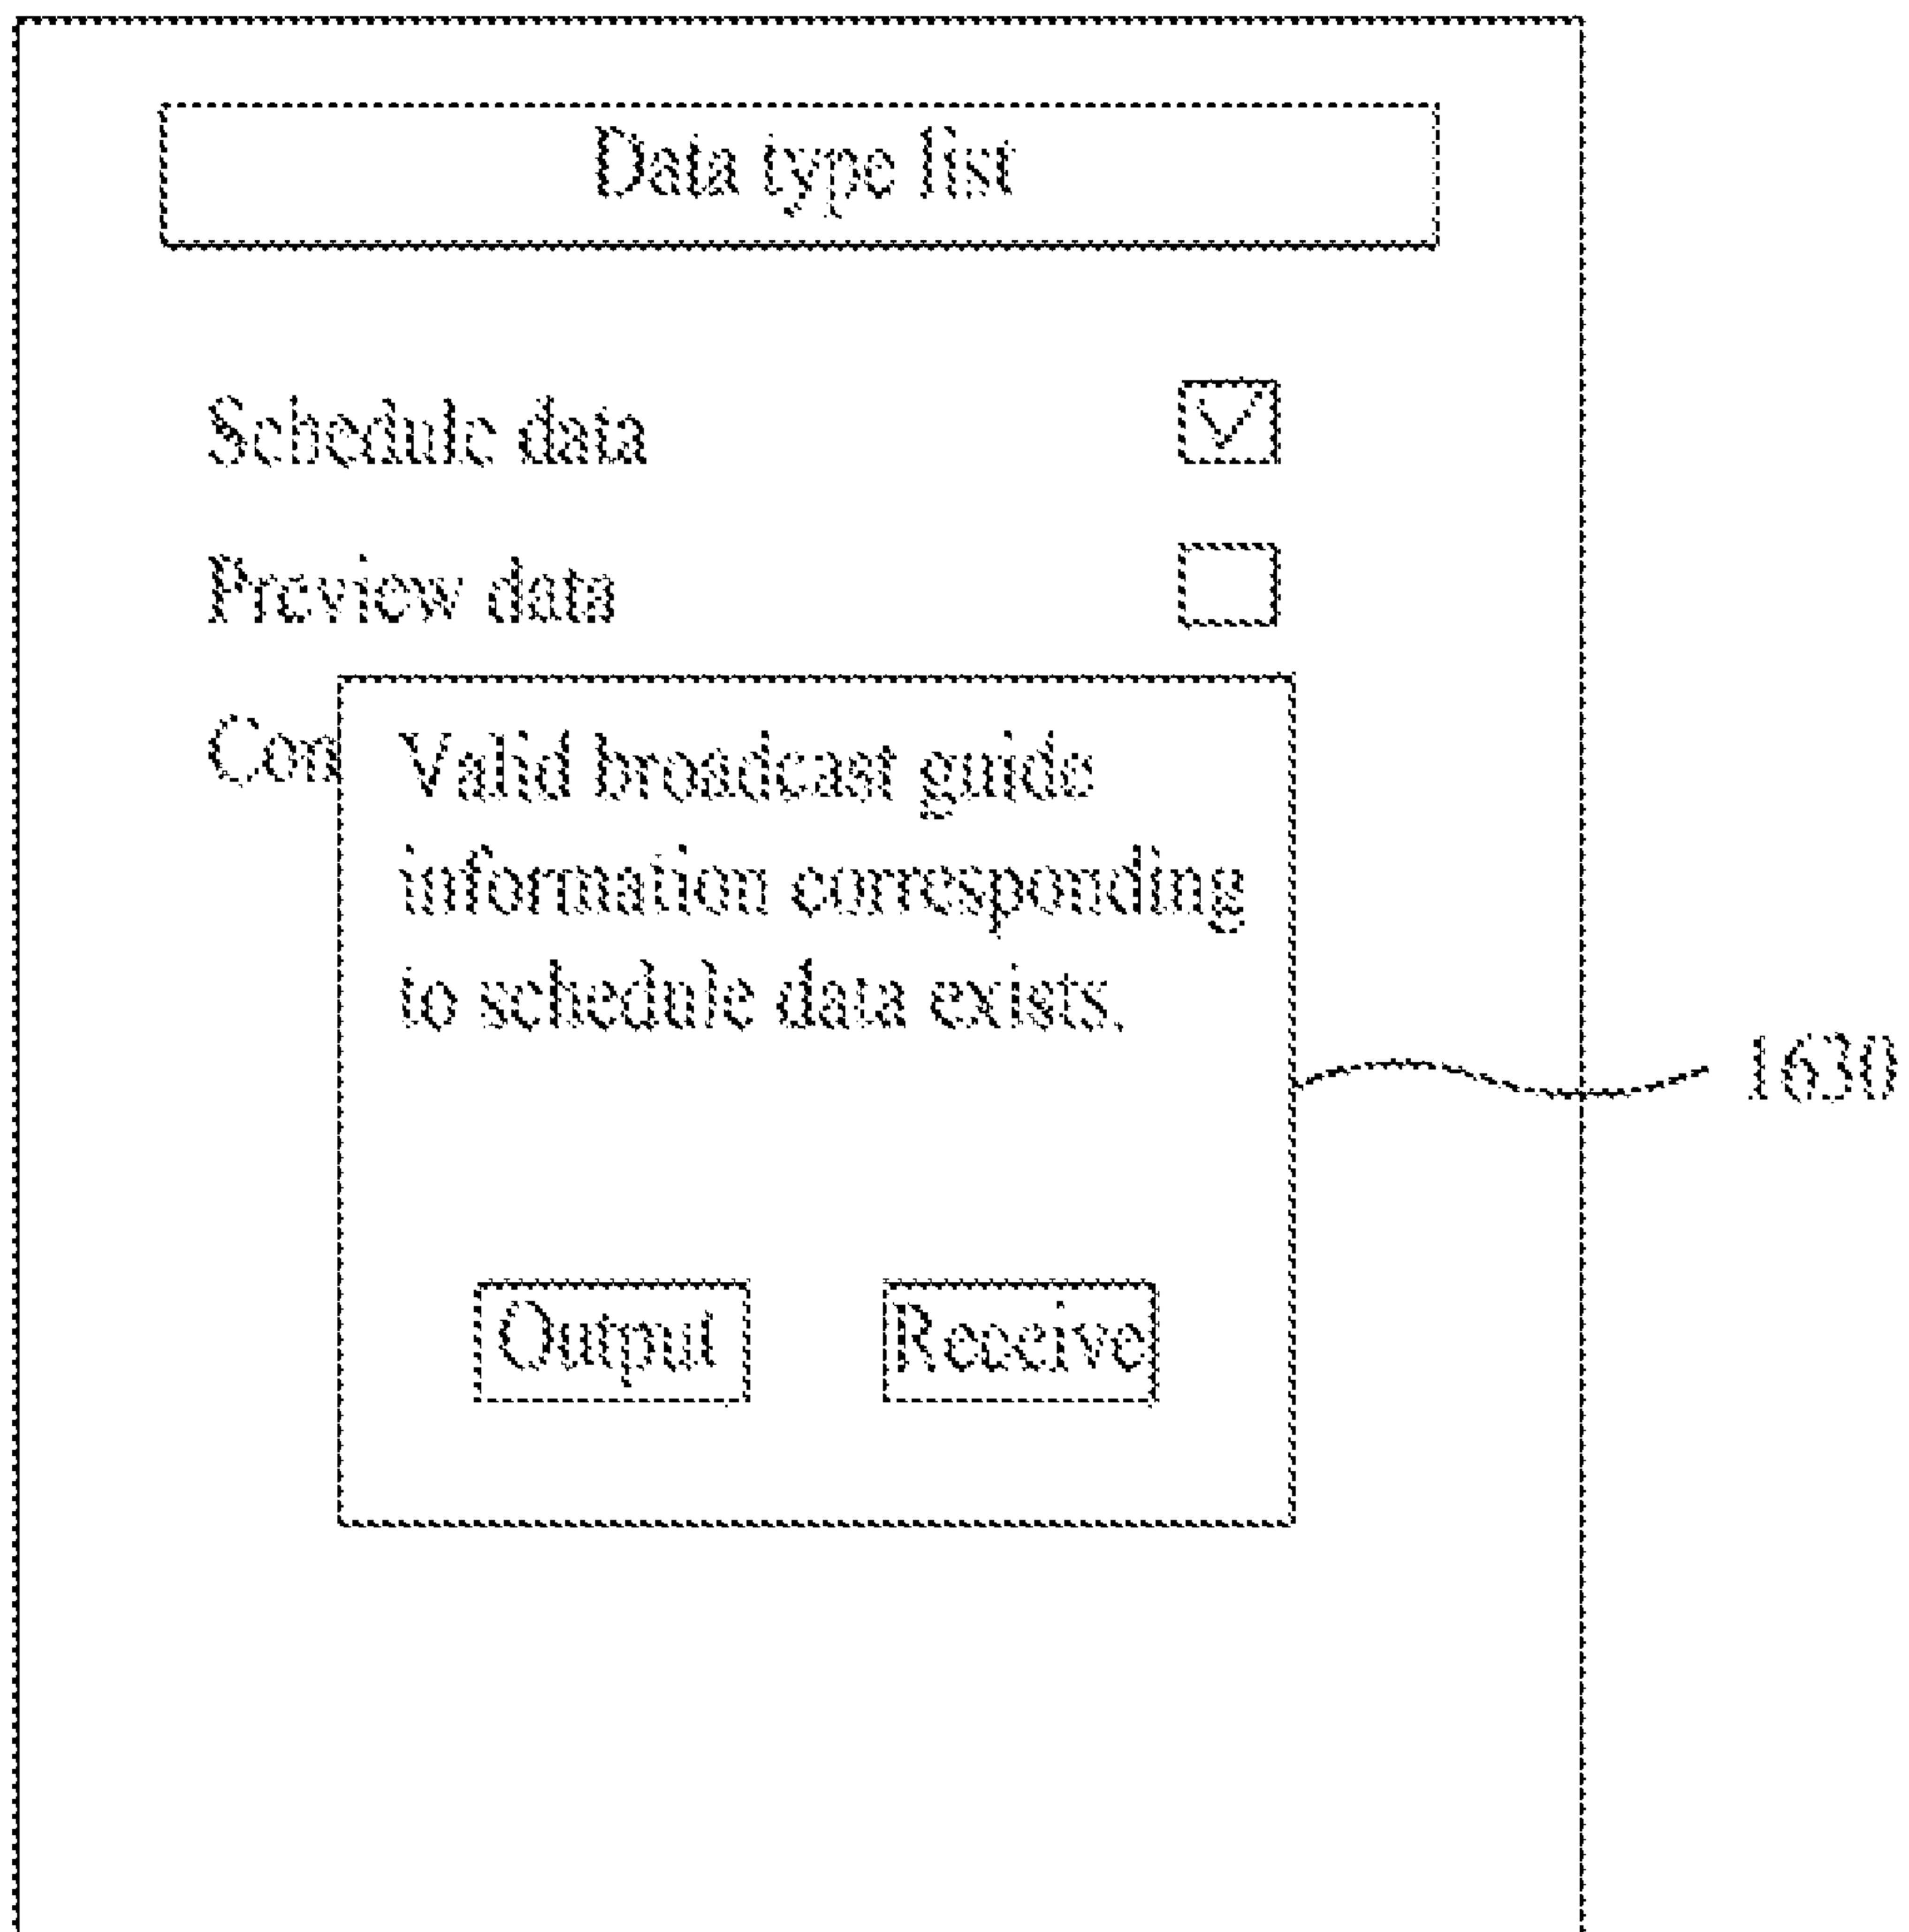 Data type list
Schedule data
Preview data
Con
Valid broadcast guide
information corresponding
to schedule data exists.
1630
Output
Receive